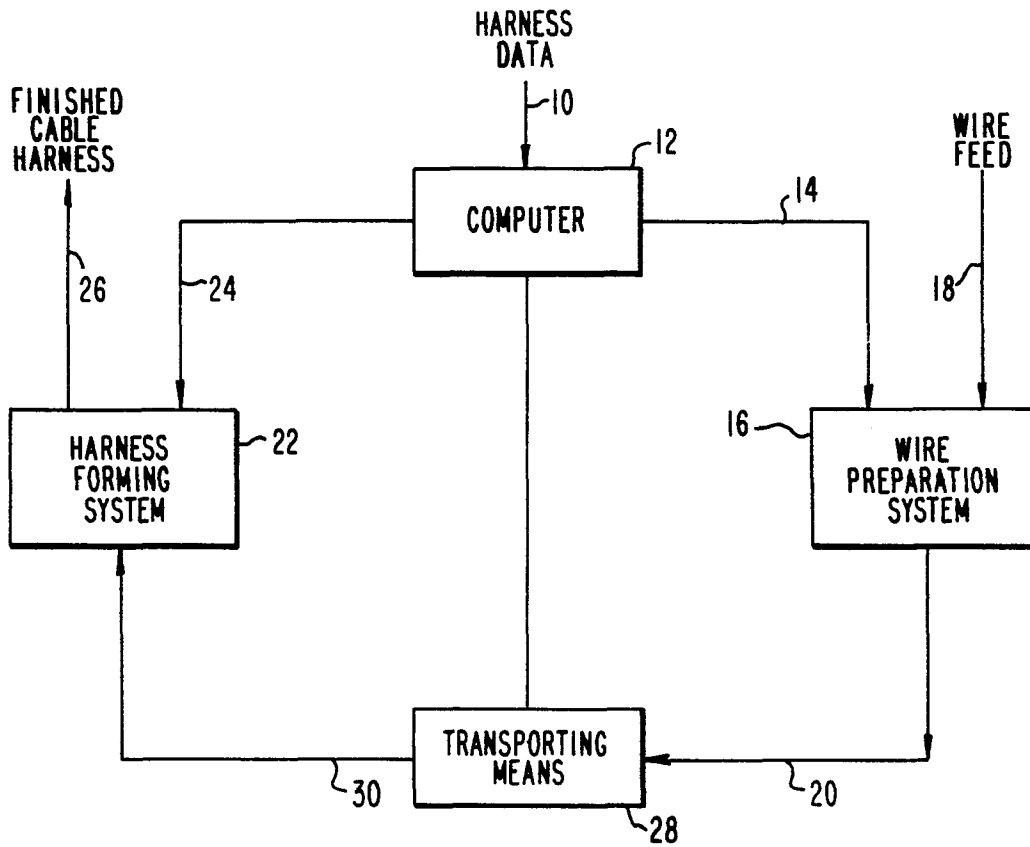 HARNESS
DATA
10
FINISHED
CABLE
HARNESS
12
WIRE
FEED
COMPUTER
14
26
24
18
HARNESS
FORMING
SYSTEM
22
16
WIRE
PREPARATION
SYSTEM
TRANSPORTING
MEANS
30
20
28